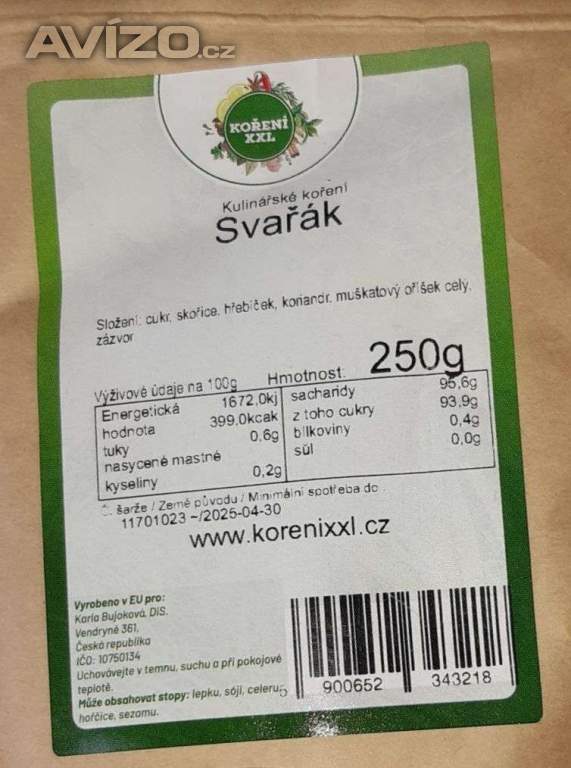 AVÍZO.cz
KOŘENÍ
XXL
Kulinářské koření
Svařák
Složení: cukr, skořice, hřebíček, koriandr, muškatový oříšek celý,
zázvor
Výživové údaje na 100g Hmotnost: 250g
Energetická 1672,0kj sacharidy 95,6g
hodnota 399,0kcak z toho cukry 93,9g
tuky 0,6g bílkoviny 0,4g
nasycené mastné sůl 0,0g
kyseliny 0,2g
Č. šarže / Země původu / Minimální spotřeba do
11701023 -/2025-04-30
www.korenixxl.cz
Vyrobeno v EU pro:
Karla Bujoková, DiS.
Vendryně 361,
Česká republika
IČO: 10750134
Uchovávejte v temnu, suchu a při pokojové
teplotě.
Může obsahovat stopy: lepku, sóji, celeru,
hořčice, sezamu.
5 900652 343218